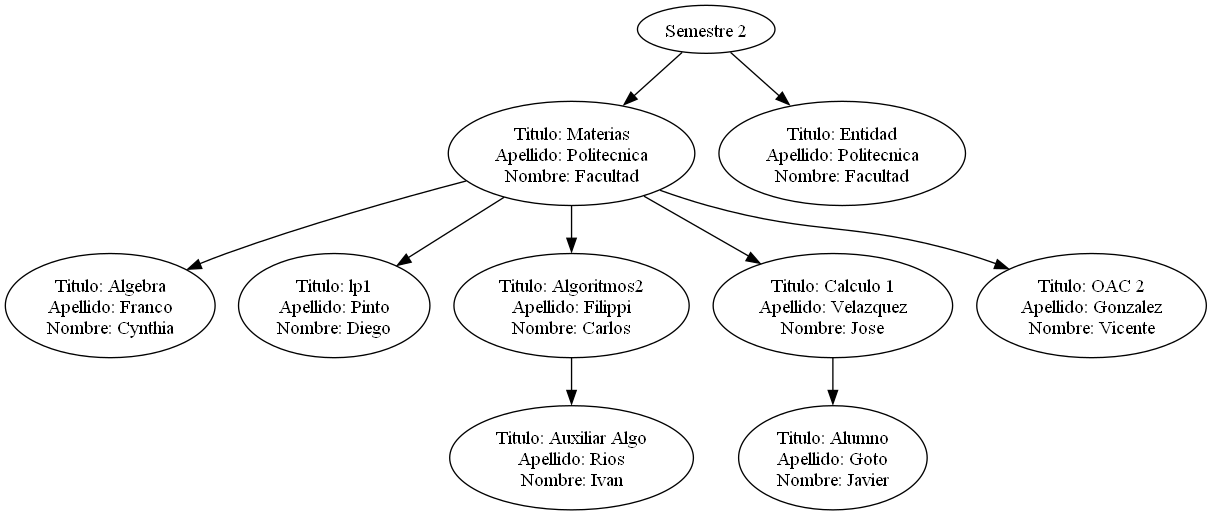 Semestre 2
Titulo: Materias
Apellido: Politecnica
Nombre: Facultad
Titulo: Entidad
Apellido: Politecnica
Nombre: Facultad
Titulo: Algebra
Apellido: Franco
Nombre: Cynthia
Titulo: lp1
Apellido: Pinto
Nombre: Diego
Titulo: Algoritmos2
Apellido: Filippi
Nombre: Carlos
Titulo: Calculo 1
Apellido: Velazquez
Nombre: Jose
Titulo: OAC 2
Apellido: Gonzalez
Nombre: Vicente
Titulo: Auxiliar Algo
Apellido: Rios
Nombre: Ivan
Titulo: Alumno
Apellido: Goto
Nombre: Javier